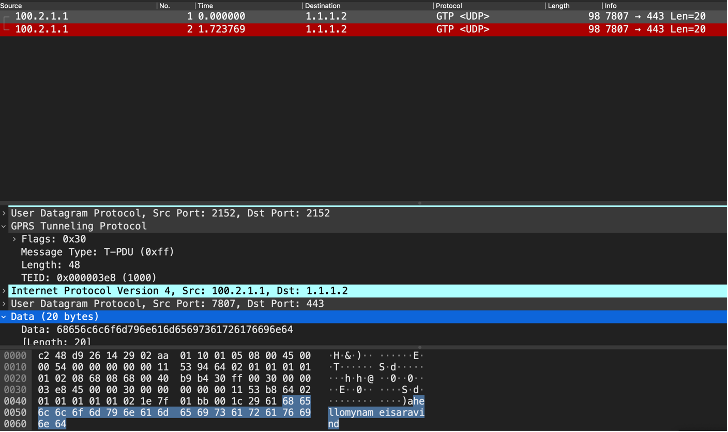 Source No. Time Destination Protocol Length Info
100.2.1.1 1 0.000000 1.1.1.2 GTP <UDP> 98 7807 → 443 Len=20
100.2.1.1 2 1.723769 1.1.1.2 GTP <UDP> 98 7807 → 443 Len=20
User Datagram Protocol, Src Port: 2152, Dst Port: 2152
GPRS Tunneling Protocol
Flags: 0x30
Message Type: T-PDU (0xff)
Length: 48
TEID: 0x000003e8 (1000)
Internet Protocol Version 4, Src: 100.2.1.1, Dst: 1.1.1.2
User Datagram Protocol, Src Port: 7807, Dst Port: 443
Data (20 bytes)
Data: 68656c6c6f6d796e616d65697361726176696e64
[Length: 20]
0000 c2 48 d9 26 14 29 02 aa 01 10 01 05 08 00 45 00 ·H·&·)·· ······E·
0010 00 54 00 00 00 00 00 11 53 94 64 02 01 01 01 01 ·T······ S·d·····
0020 01 02 08 68 08 68 00 40 b9 b4 30 ff 00 30 00 00 ···h·h·@ ··0··0··
0030 03 e8 45 00 00 30 00 00 00 00 00 11 53 b8 64 02 ··E··0·· ····S·d·
0040 01 01 01 01 01 02 1e 7f 01 bb 00 1c 29 61 68 65 ········ ····)ahe
0050 6c 6c 6f 6d 79 6e 61 6d 65 69 73 61 72 61 76 69 llomynam eisaravi
0060 6e 64 nd